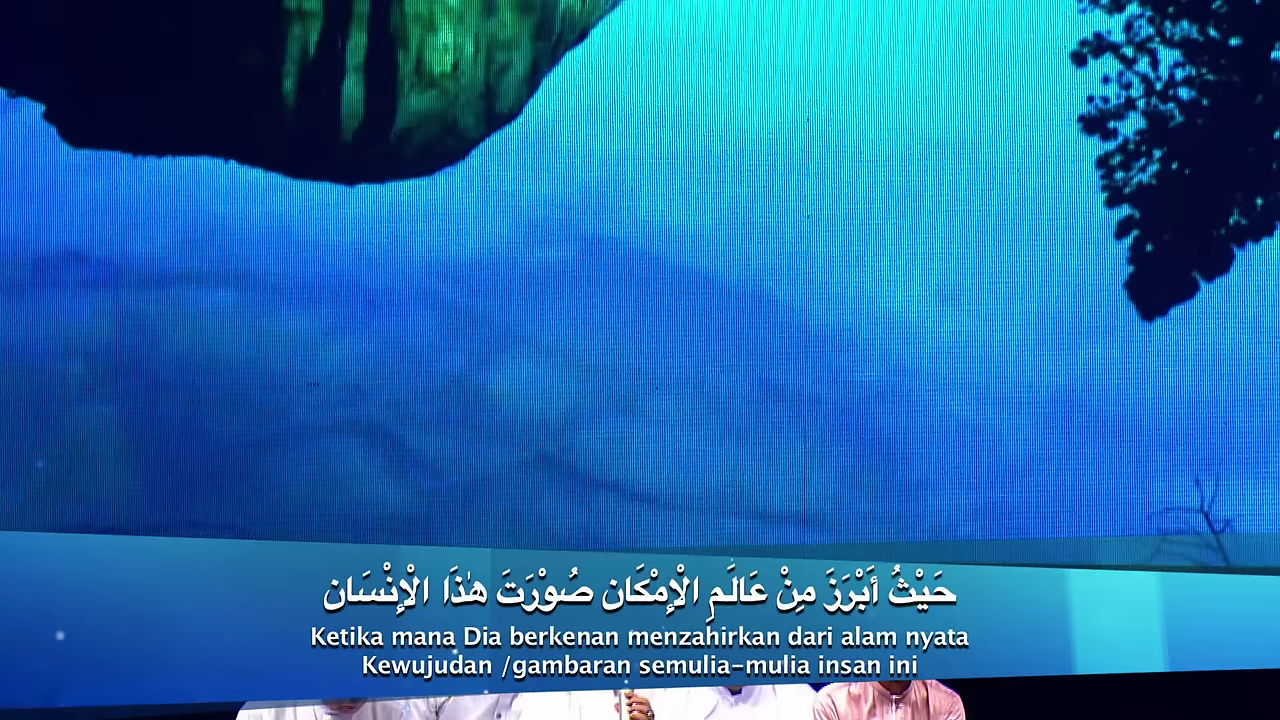 حَيْثُ أَبْرَزَ مِنْ عَالَمِ الْإِمْكَان صُوْرَتَ هٰذَا الْإِنْسَان
Ketika mana Dia berkenan menzahirkan dari alam nyata
Kewujudan /gambaran semulia-mulia insan ini